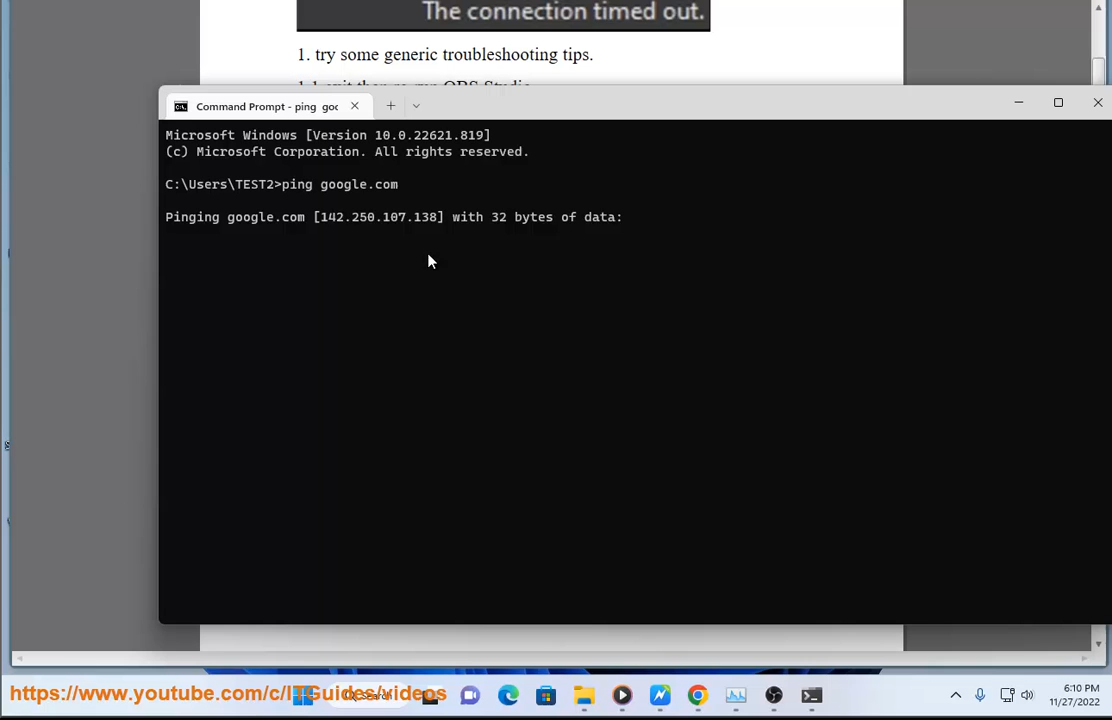 The connection timed out.
1. try some generic troubleshooting tips.
Command Prompt - ping goo
Microsoft Windows [Version 10.0.22621.819]
(c) Microsoft Corporation. All rights reserved.
C:\Users\TEST2>ping google.com
Pinging google.com [142.250.107.138] with 32 bytes of data:
https://www.youtube.com/c/ITGuides/videos
6:10 PM
11/27/2022